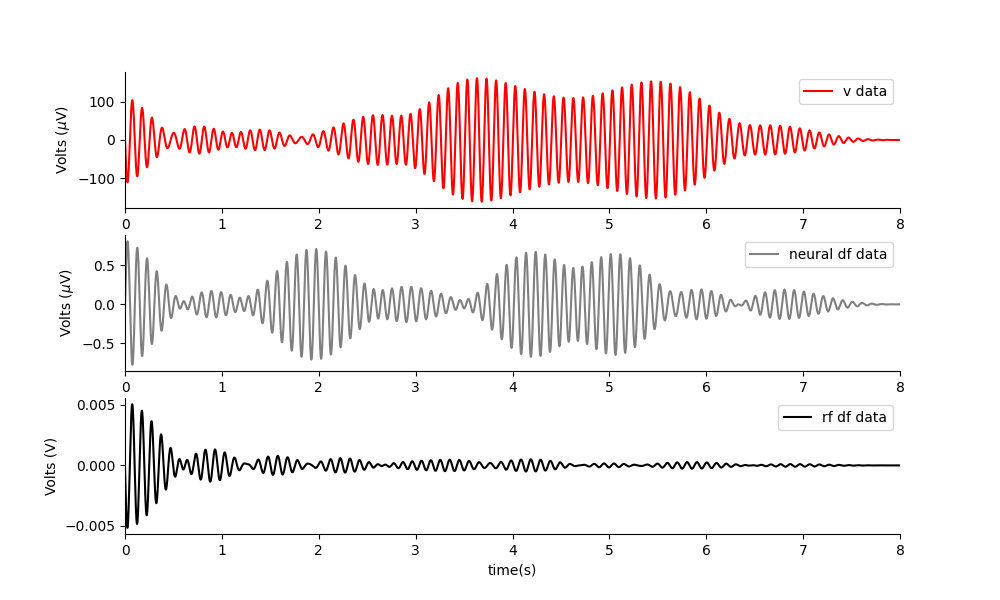 v data
Volts (μV)
100
0
−100
0 1 2 3 4 5 6 7 8
neural df data
Volts (μV)
0.5
0.0
−0.5
0 1 2 3 4 5 6 7 8
rf df data
Volts (V)
0.005
0.000
−0.005
0 1 2 3 4 5 6 7 8
time(s)